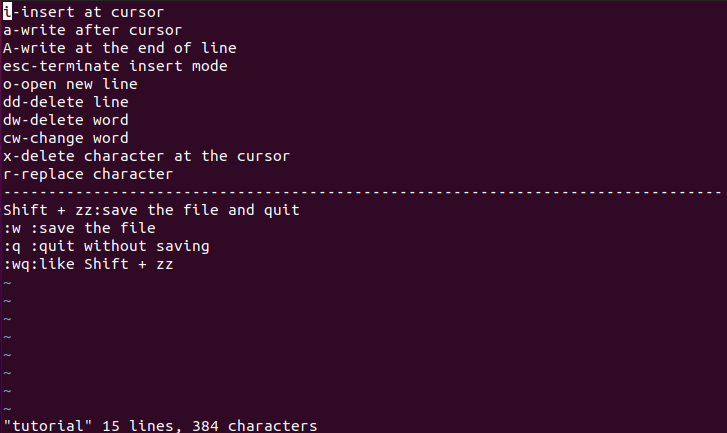 i-insert at cursor
a-write after cursor
A-write at the end of line
esc-terminate insert mode
o-open new line
dd-delete line
dw-delete word
cw-change word
x-delete character at the cursor
r-replace character
--------------------------------------------------------------------------------
Shift + zz:save the file and quit
:w :save the file
:q :quit without saving
:wq:like Shift + zz
~
~
~
~
~
~
~
~
"tutorial" 15 lines, 384 characters